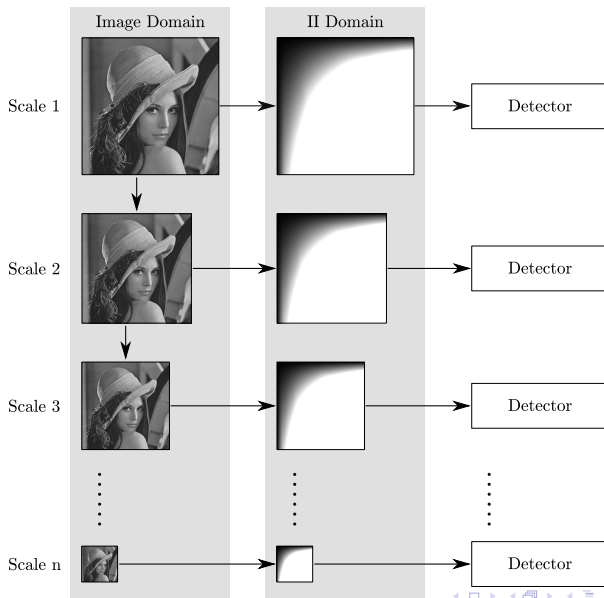 Image Domain
II Domain
Scale 1
Detector
Scale 2
Detector
Scale 3
Detector
Scale n
Detector